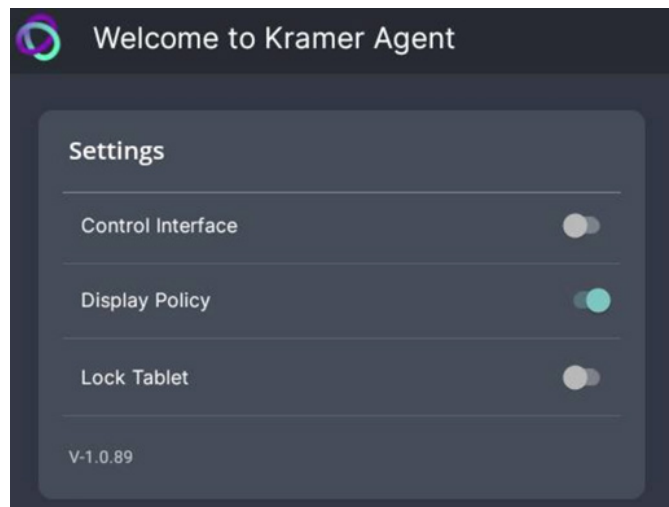 Welcome to Kramer Agent
Settings
Control Interface
Display Policy
Lock Tablet
V-1.0.89